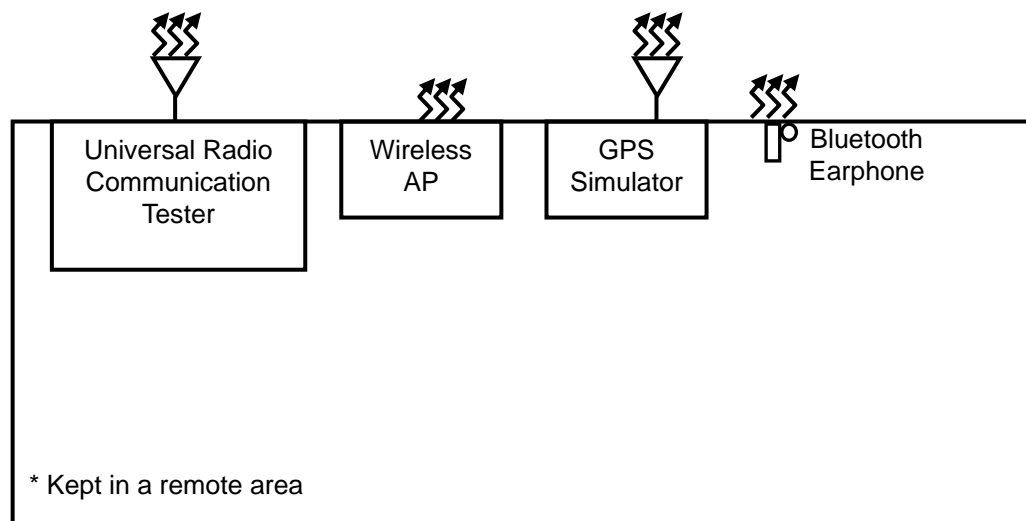 Universal Radio
Communication
Tester
Wireless
AP
GPS
Simulator
Bluetooth
Earphone
* Kept in a remote area